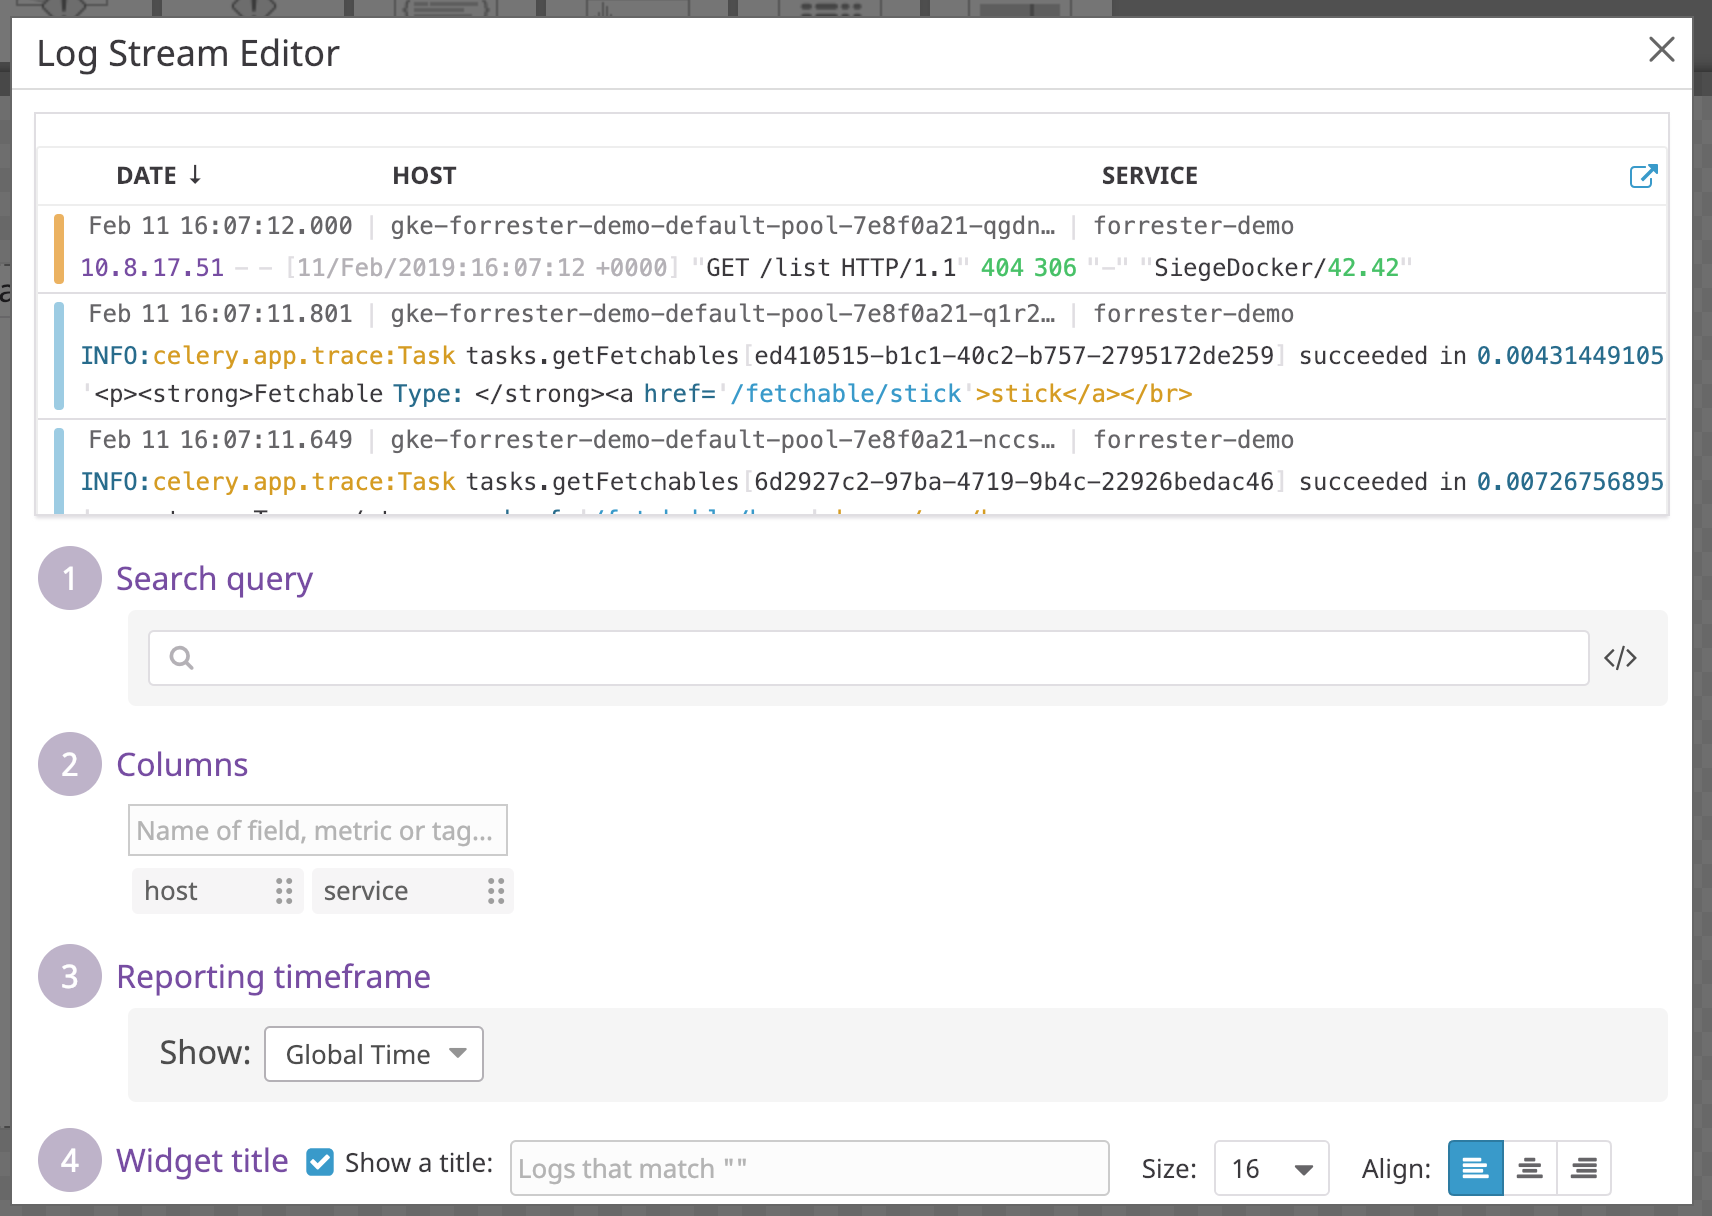 Log Stream Editor
DATE ↓ HOST SERVICE
Feb 11 16:07:12.000 | gke-forrester-demo-default-pool-7e8f0a21-qgdn… | forrester-demo
10.8.17.51 - - [11/Feb/2019:16:07:12 +0000] "GET /list HTTP/1.1" 404 306 "-" "SiegeDocker/42.42"
Feb 11 16:07:11.801 | gke-forrester-demo-default-pool-7e8f0a21-q1r2… | forrester-demo
INFO:celery.app.trace:Task tasks.getFetchables[ed410515-b1c1-40c2-b757-2795172de259] succeeded in 0.00431449105
'<p><strong>Fetchable Type: </strong><a href='/fetchable/stick'>stick</a></br>
Feb 11 16:07:11.649 | gke-forrester-demo-default-pool-7e8f0a21-nccs… | forrester-demo
INFO:celery.app.trace:Task tasks.getFetchables[6d2927c2-97ba-4719-9b4c-22926bedac46] succeeded in 0.00726756895
1 Search query
</>
2 Columns
Name of field, metric or tag...
host service
3 Reporting timeframe
Show: Global Time
4 Widget title Show a title: Logs that match "" Size: 16 Align: